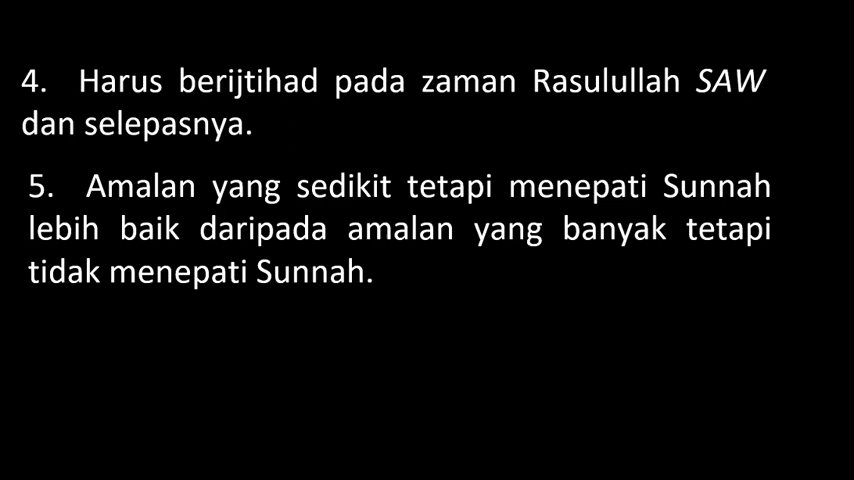 4. Harus berijtihad pada zaman Rasulullah SAW
dan selepasnya.
5. Amalan yang sedikit tetapi menepati Sunnah
lebih baik daripada amalan yang banyak tetapi
tidak menepati Sunnah.